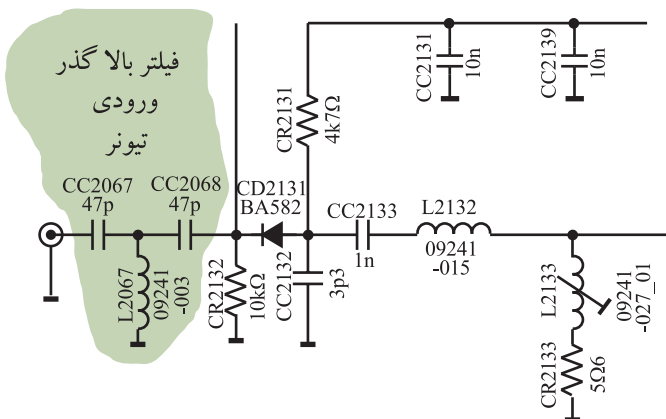 فیلتر بالا گذر
ورودی
تیونر
CC2067
47p
CC2068
47p
L2067
09241
-003
CR2132
10kΩ
CD2131
BA582
CR2131
4k7Ω
CC2132
3p3
CC2133
1n
L2132
09241
-015
CC2131
10n
CC2139
10n
L2133
09241
-027_01
CR2133
5Ω6